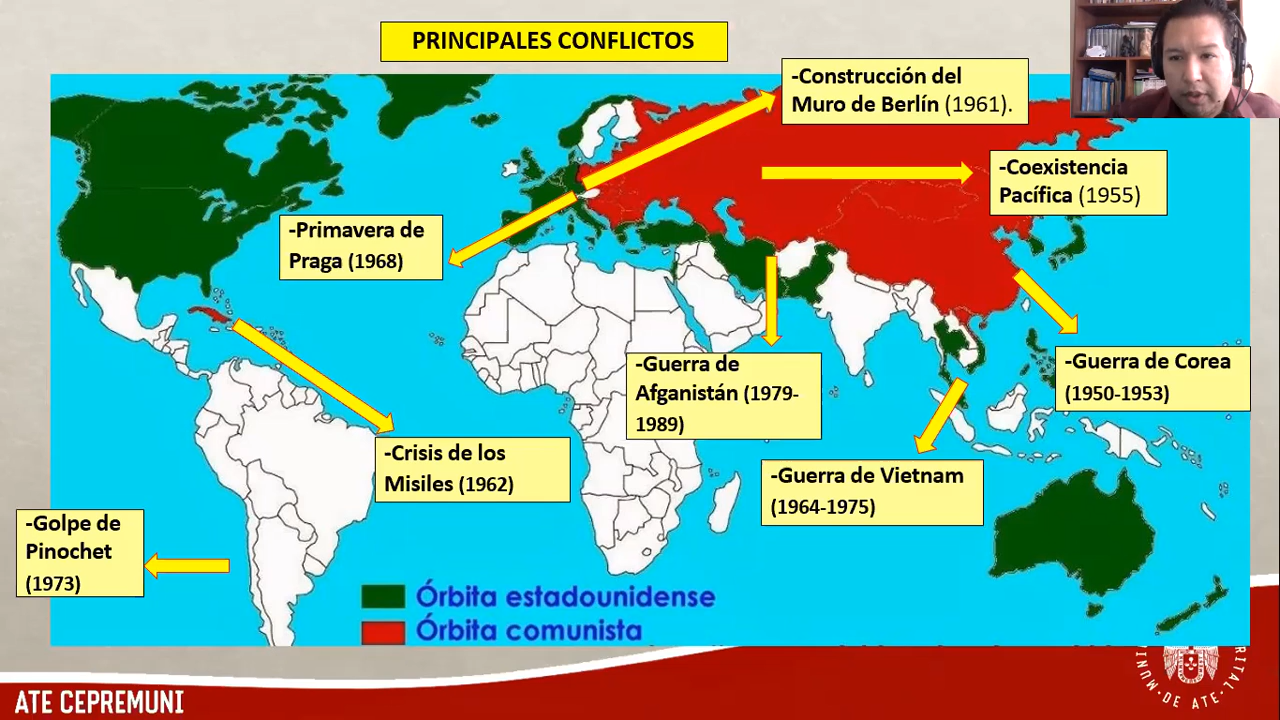 PRINCIPALES CONFLICTOS
-Construcción del
Muro de Berlín (1961).
-Coexistencia
Pacífica (1955)
-Primavera de
Praga (1968)
-Guerra de
Afganistán (1979-
1989)
-Guerra de Corea
(1950-1953)
-Crisis de los
Misiles (1962)
-Guerra de Vietnam
(1964-1975)
-Golpe de
Pinochet
(1973)
Órbita estadounidense
Órbita comunista
ATE CEPREMUNI
DE ATE